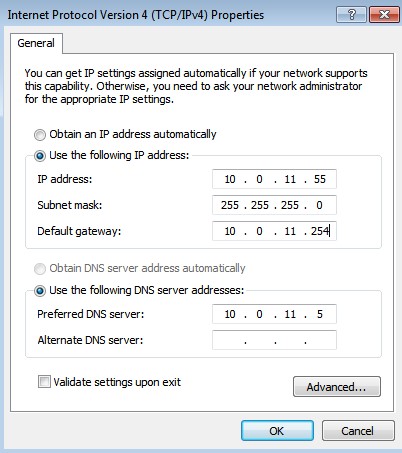 Internet Protocol Version 4 (TCP/IPv4) Properties
General
You can get IP settings assigned automatically if your network supports
this capability. Otherwise, you need to ask your network administrator
for the appropriate IP settings.
Obtain an IP address automatically
Use the following IP address:
IP address: 10 . 0 . 11 . 55
Subnet mask: 255 . 255 . 255 . 0
Default gateway: 10 . 0 . 11 . 254
Obtain DNS server address automatically
Use the following DNS server addresses:
Preferred DNS server: 10 . 0 . 11 . 5
Alternate DNS server: . . .
Validate settings upon exit
Advanced...
OK Cancel